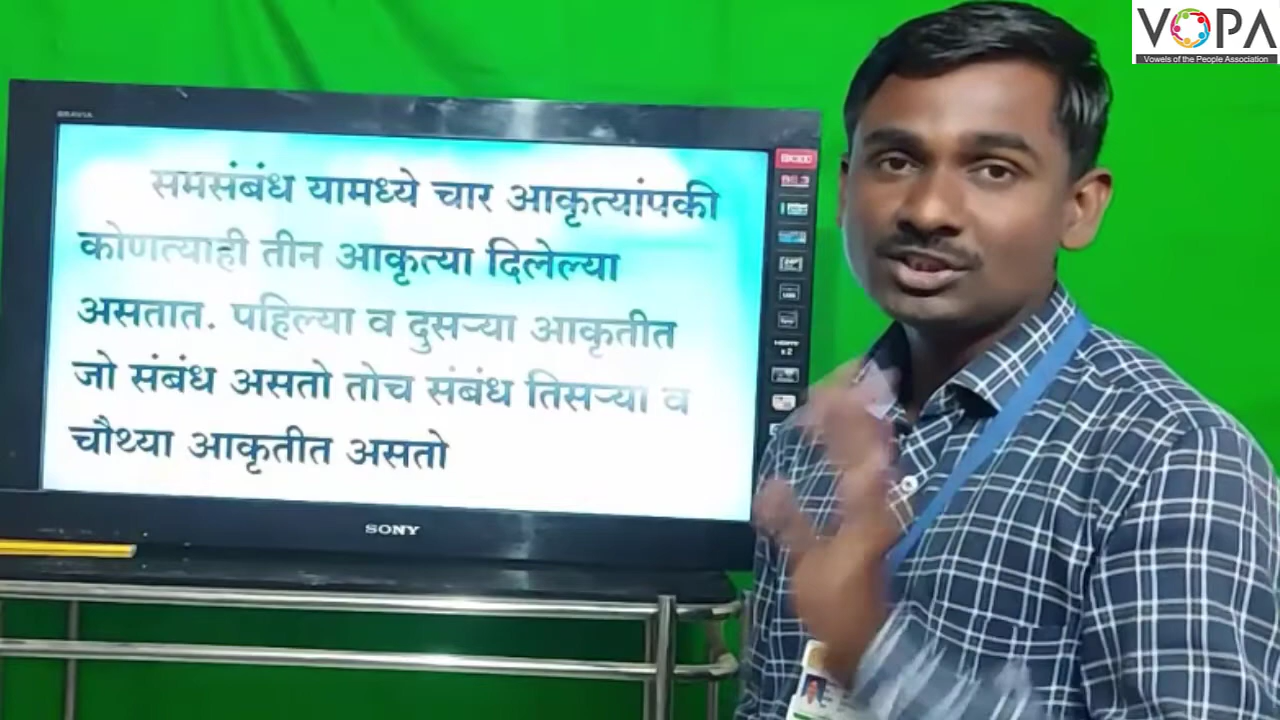 VOPA
Vowels of the People Association
BRAVIA
समसंबंध यामध्ये चार आकृत्यांपकी
कोणत्याही तीन आकृत्या दिलेल्या
असतात. पहिल्या व दुसऱ्या आकृतीत
जो संबंध असतो तोच संबंध तिसऱ्या व
चौथ्या आकृतीत असतो
SONY